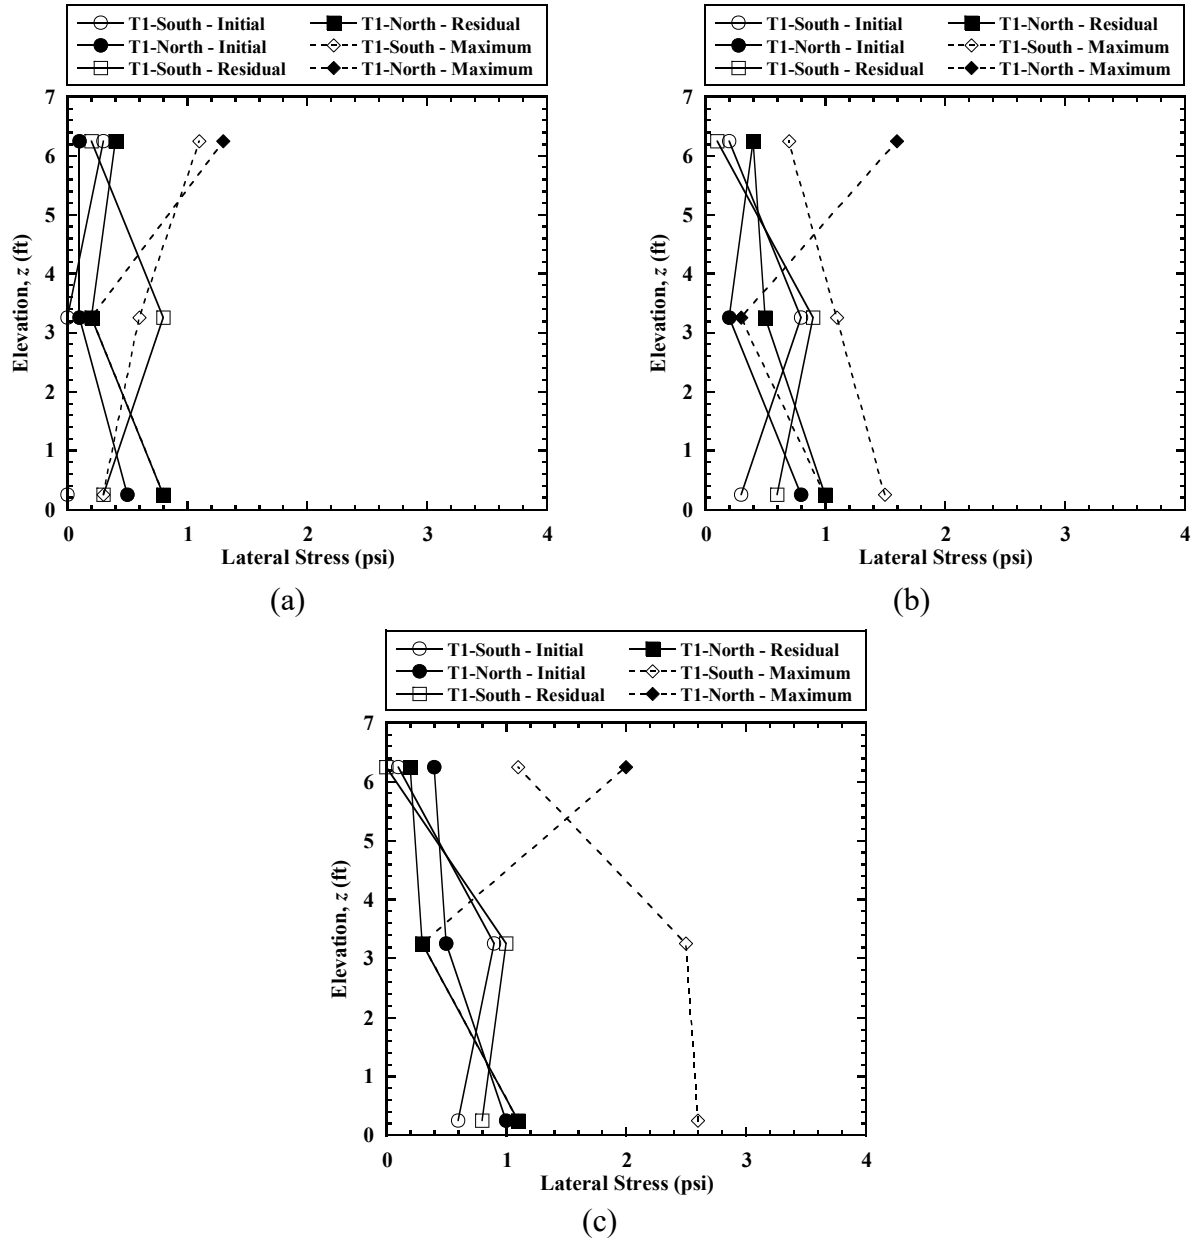 T1-South - Initial
T1-North - Initial
T1-South - Residual
T1-North - Residual
T1-South - Maximum
T1-North - Maximum
7
6
5
4
3
2
1
0
Elevation, z (ft)
0 1 2 3 4
Lateral Stress (psi)
(a)
T1-South - Initial
T1-North - Initial
T1-South - Residual
T1-North - Residual
T1-South - Maximum
T1-North - Maximum
7
6
5
4
3
2
1
0
Elevation, z (ft)
0 1 2 3 4
Lateral Stress (psi)
(b)
T1-South - Initial
T1-North - Initial
T1-South - Residual
T1-North - Residual
T1-South - Maximum
T1-North - Maximum
7
6
5
4
3
2
1
0
Elevation, z (ft)
0 1 2 3 4
Lateral Stress (psi)
(c)